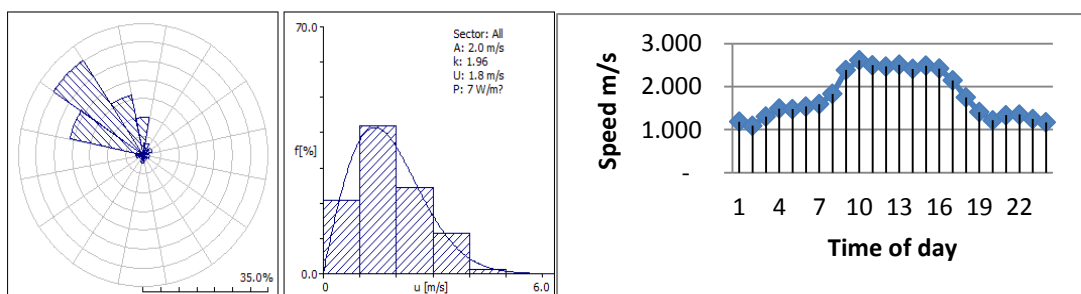 35.0%
70.0
Sector: All
A: 2.0 m/s
k: 1.96
U: 1.8 m/s
P: 7 W/m?
f[%]
0.0
0 u [m/s] 6.0
3.000
2.000
1.000
-
Speed m/s
1 4 7 10 13 16 19 22
Time of day